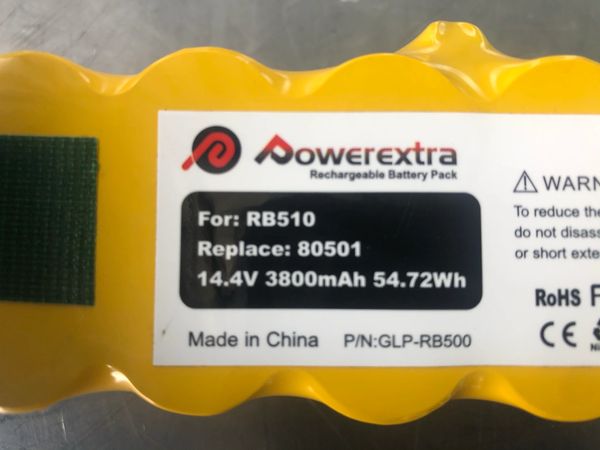 Powerextra
Rechargeable Battery Pack
For: RB510
Replace: 80501
14.4V 3800mAh 54.72Wh
Made in China P/N:GLP-RB500
⚠ WARN
To reduce the
do not disass
or short exte
RoHS F
CE
Ni